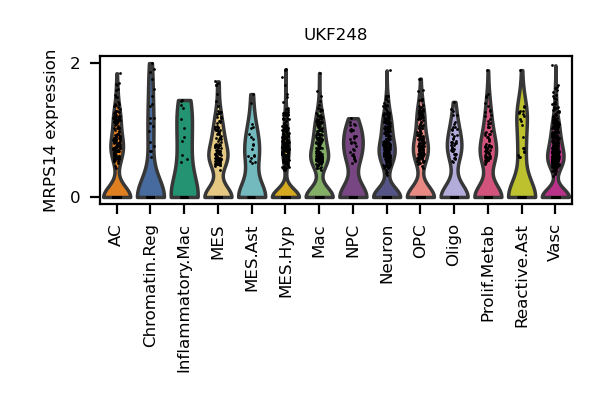 UKF248
MRPS14 expression
2
0
AC
Chromatin.Reg
Inflammatory.Mac
MES
MES.Ast
MES.Hyp
Mac
NPC
Neuron
OPC
Oligo
Prolif.Metab
Reactive.Ast
Vasc